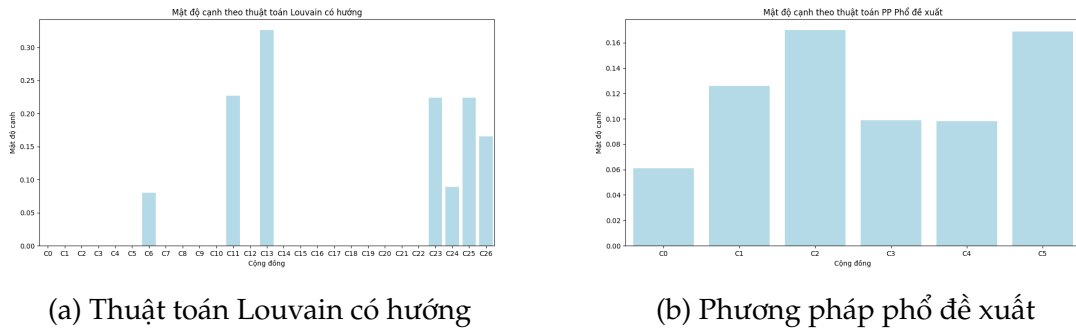 Mật độ cạnh theo thuật toán Louvain có hướng
Mật độ cạnh
0.30
0.25
0.20
0.15
0.10
0.05
0.00
C0 C1 C2 C3 C4 C5 C6 C7 C8 C9 C10 C11 C12 C13 C14 C15 C16 C17 C18 C19 C20 C21 C22 C23 C24 C25 C26
Cộng đồng
(a) Thuật toán Louvain có hướng
Mật độ cạnh theo thuật toán PP Phổ đề xuất
Mật độ cạnh
0.16
0.14
0.12
0.10
0.08
0.06
0.04
0.02
0.00
C0 C1 C2 C3 C4 C5
Cộng đồng
(b) Phương pháp phổ đề xuất